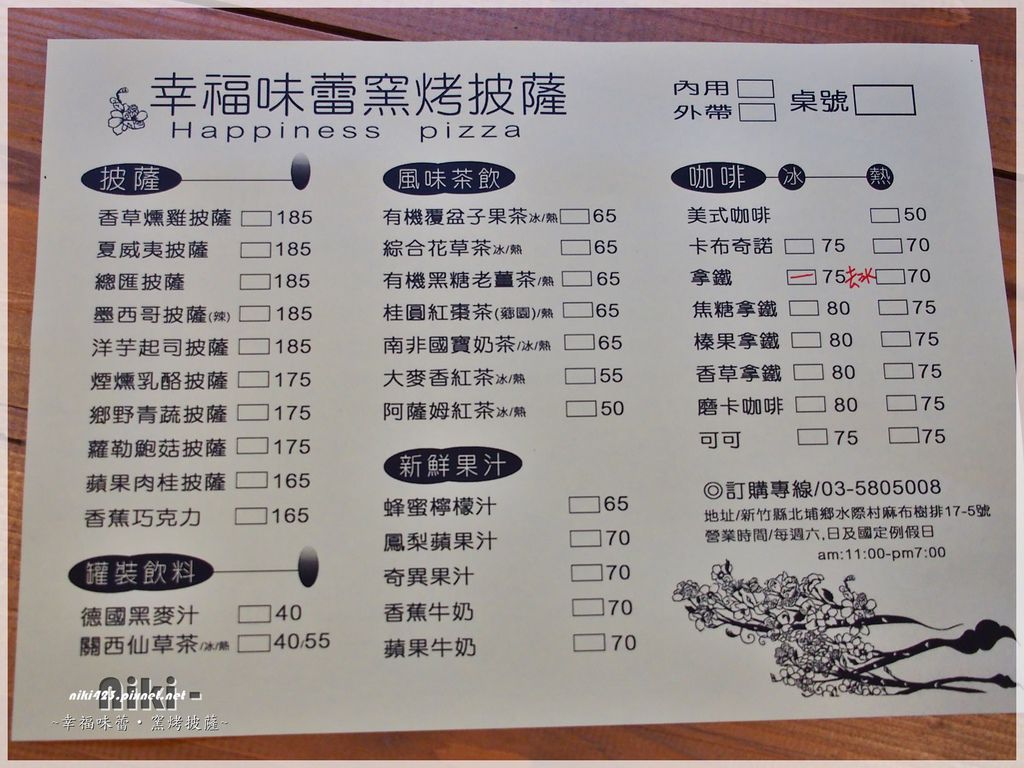 幸福味蕾窯烤披薩
Happiness pizza
內用
外帶
桌號
披薩
香草燻雞披薩 185
夏威夷披薩 185
總匯披薩 185
墨西哥披薩(辣) 185
洋芋起司披薩 185
煙燻乳酪披薩 175
鄉野青蔬披薩 175
蘿勒鮑菇披薩 175
蘋果肉桂披薩 165
香蕉巧克力 165
罐裝飲料
德國黑麥汁 40
關西仙草茶/冰/熱 40/55
風味茶飲
有機覆盆子果茶冰/熱 65
綜合花草茶冰/熱 65
有機黑糖老薑茶/熱 65
桂圓紅棗茶(蔣園)/熱 65
南非國寶奶茶/冰/熱 65
大麥香紅茶冰/熱 55
阿薩姆紅茶冰/熱 50
新鮮果汁
蜂蜜檸檬汁 65
鳳梨蘋果汁 70
奇異果汁 70
香蕉牛奶 70
蘋果牛奶 70
咖啡 冰 熱
美式咖啡 50
卡布奇諾 75 70
拿鐵 一 75 去冰 70
焦糖拿鐵 80 75
榛果拿鐵 80 75
香草拿鐵 80 75
磨卡咖啡 80 75
可可 75 75
◎訂購專線/03-5805008
地址/新竹縣北埔鄉水際村麻布樹排17-5號
營業時間/每週六,日及國定例假日
am:11:00-pm7:00
Niki -
niki423.pixnet.net
~幸福味蕾·窯烤披薩~